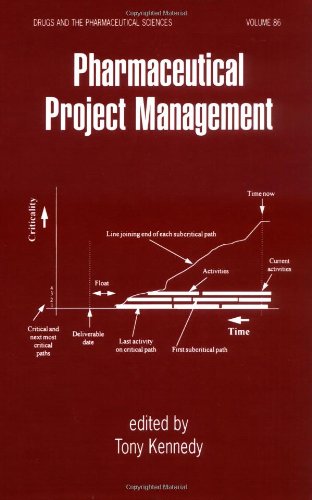 DRUGS AND THE PHARMACEUTICAL SCIENCES VOLUME 86
Pharmaceutical
Project Management
Time now
Criticality
Line joining end of each subcritical path
Activities
Current
activities
Float
Time
Critical and
next most
critical
paths
Deliverable
date
Last activity
on critical path
First subcritical path
edited by
Tony Kennedy